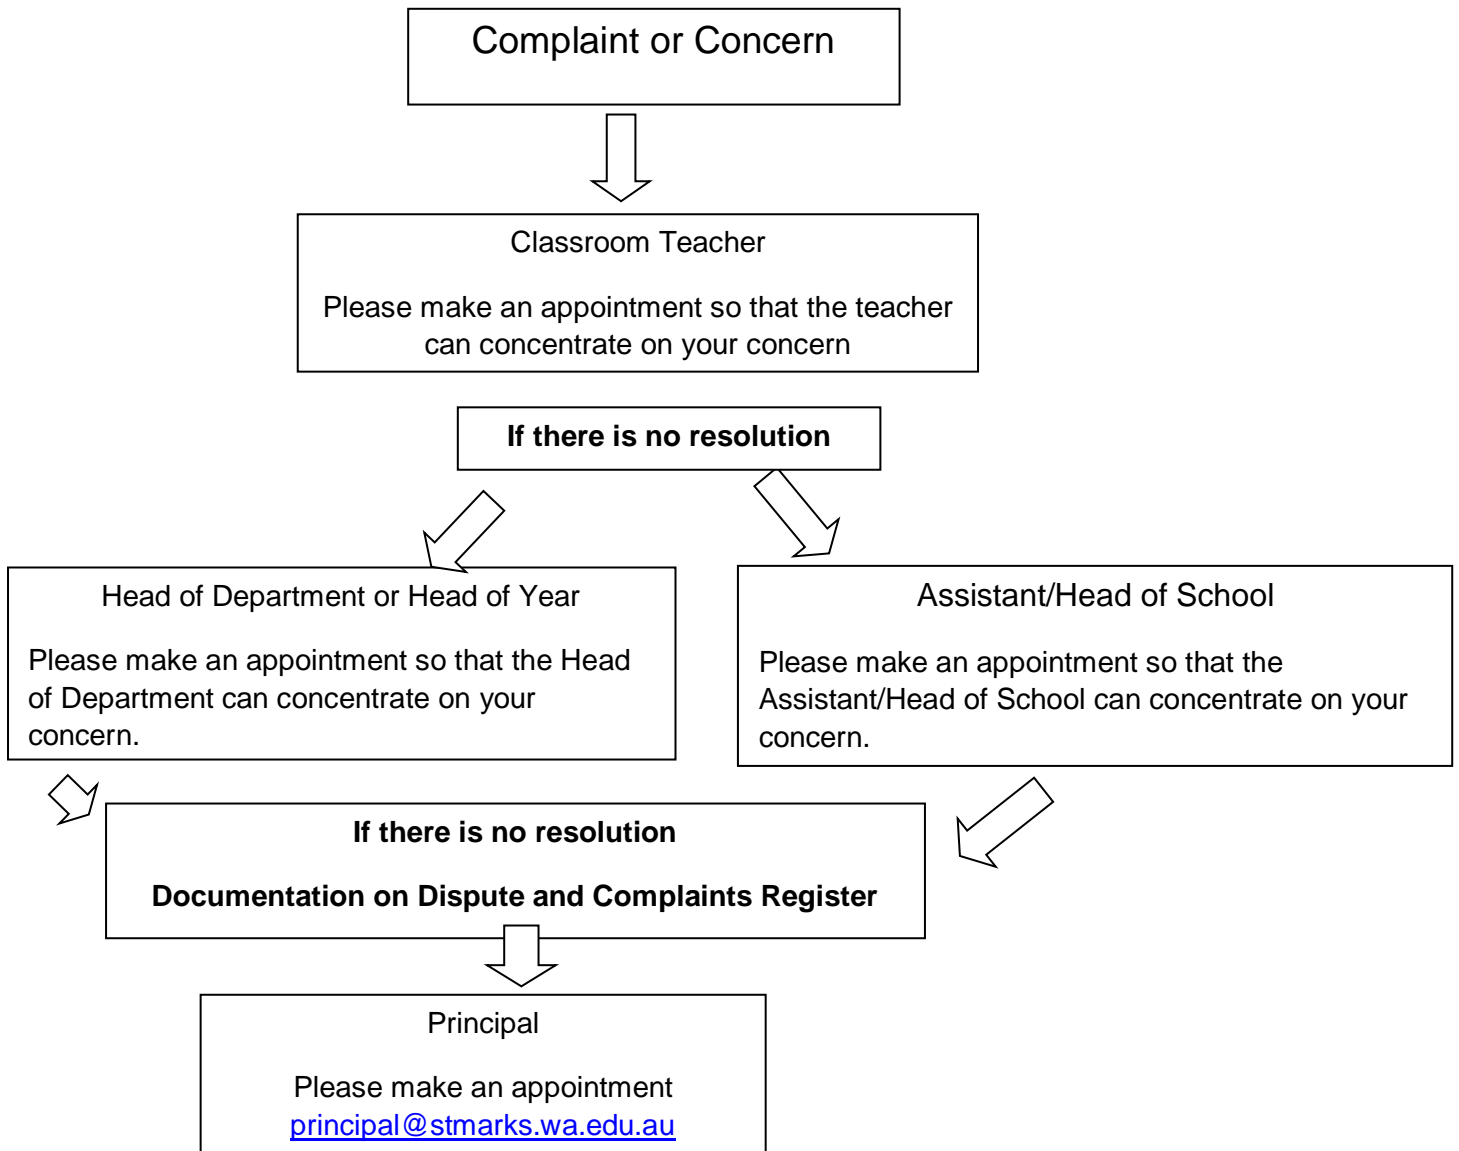 Complaint or Concern
Classroom Teacher
Please make an appointment so that the teacher
can concentrate on your concern
If there is no resolution
Head of Department or Head of Year
Please make an appointment so that the Head
of Department can concentrate on your
concern.
Assistant/Head of School
Please make an appointment so that the
Assistant/Head of School can concentrate on your
concern.
If there is no resolution
Documentation on Dispute and Complaints Register
Principal
Please make an appointment
principal@stmarks.wa.edu.au